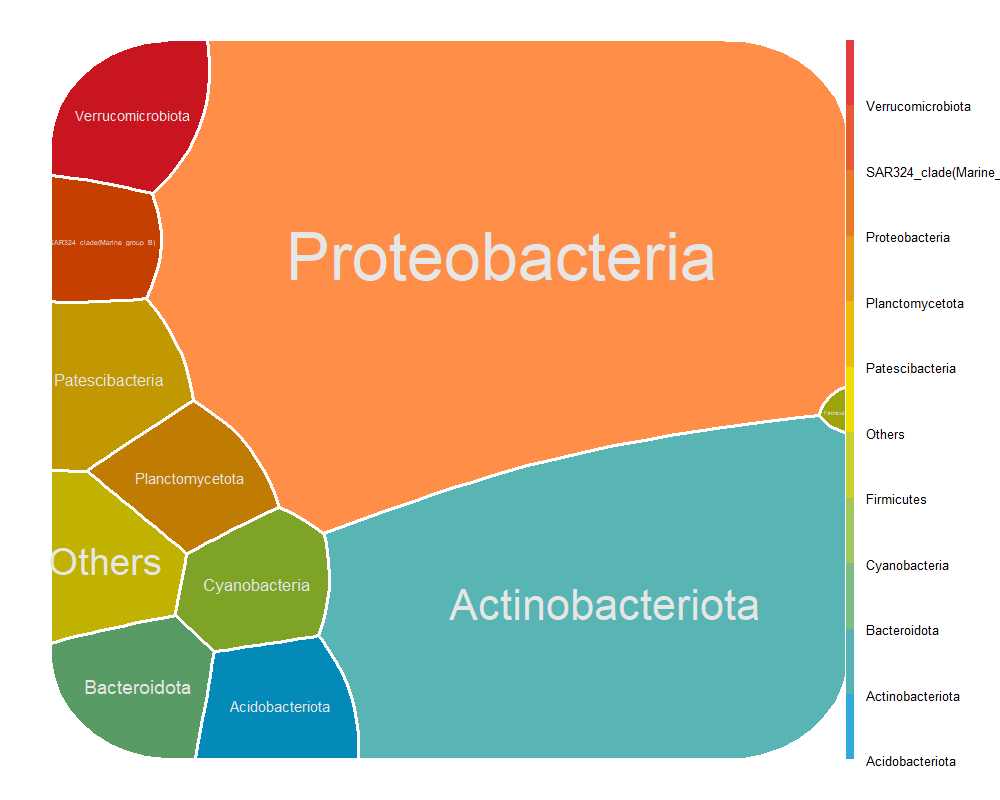 Verrucomicrobiota
SAR324_clade(Marine_group_B)
Proteobacteria
Patescibacteria
Planctomycetota
Others
Cyanobacteria
Actinobacteriota
Bacteroidota
Acidobacteriota
Verrucomicrobiota
SAR324_clade(Marine_
Proteobacteria
Planctomycetota
Patescibacteria
Others
Firmicutes
Cyanobacteria
Bacteroidota
Actinobacteriota
Acidobacteriota